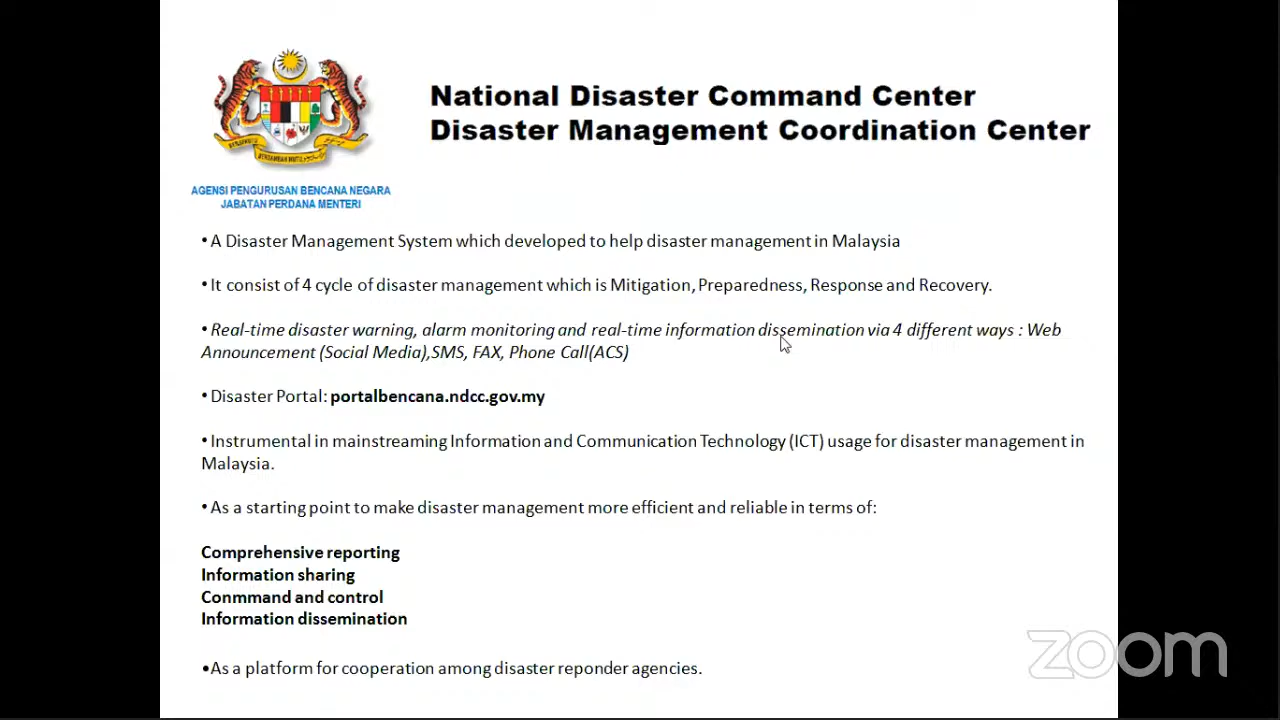 National Disaster Command Center
Disaster Management Coordination Center
BERSEKUTU BERTAMBAH MUTU
AGENSI PENGURUSAN BENCANA NEGARA
JABATAN PERDANA MENTERI
• A Disaster Management System which developed to help disaster management in Malaysia
• It consist of 4 cycle of disaster management which is Mitigation, Preparedness, Response and Recovery.
• Real-time disaster warning, alarm monitoring and real-time information dissemination via 4 different ways : Web
Announcement (Social Media),SMS, FAX, Phone Call(ACS)
• Disaster Portal: portalbencana.ndcc.gov.my
• Instrumental in mainstreaming Information and Communication Technology (ICT) usage for disaster management in
Malaysia.
• As a starting point to make disaster management more efficient and reliable in terms of:
Comprehensive reporting
Information sharing
Conmmand and control
Information dissemination
•As a platform for cooperation among disaster reponder agencies.
zoom